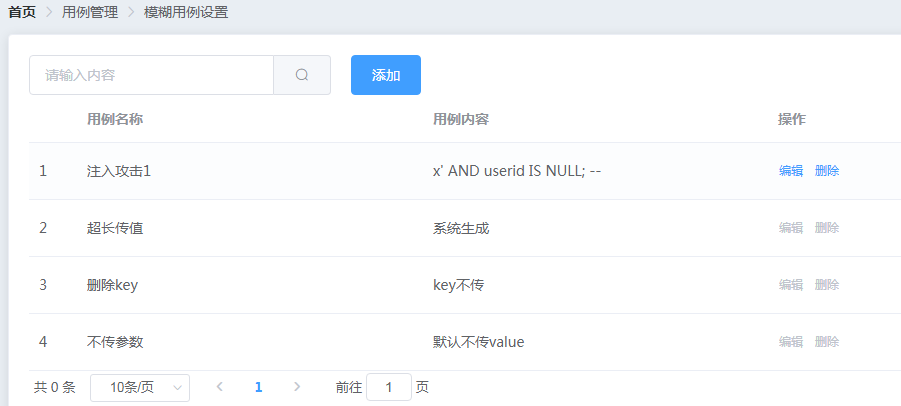 首页 > 用例管理 > 模糊用例设置
请输入内容 添加
用例名称 用例内容 操作
1 注入攻击1 x' AND userid IS NULL; -- 编辑 删除
2 超长传值 系统生成 编辑 删除
3 删除key key不传 编辑 删除
4 不传参数 默认不传value 编辑 删除
共 0 条 10条/页 < 1 > 前往 1 页